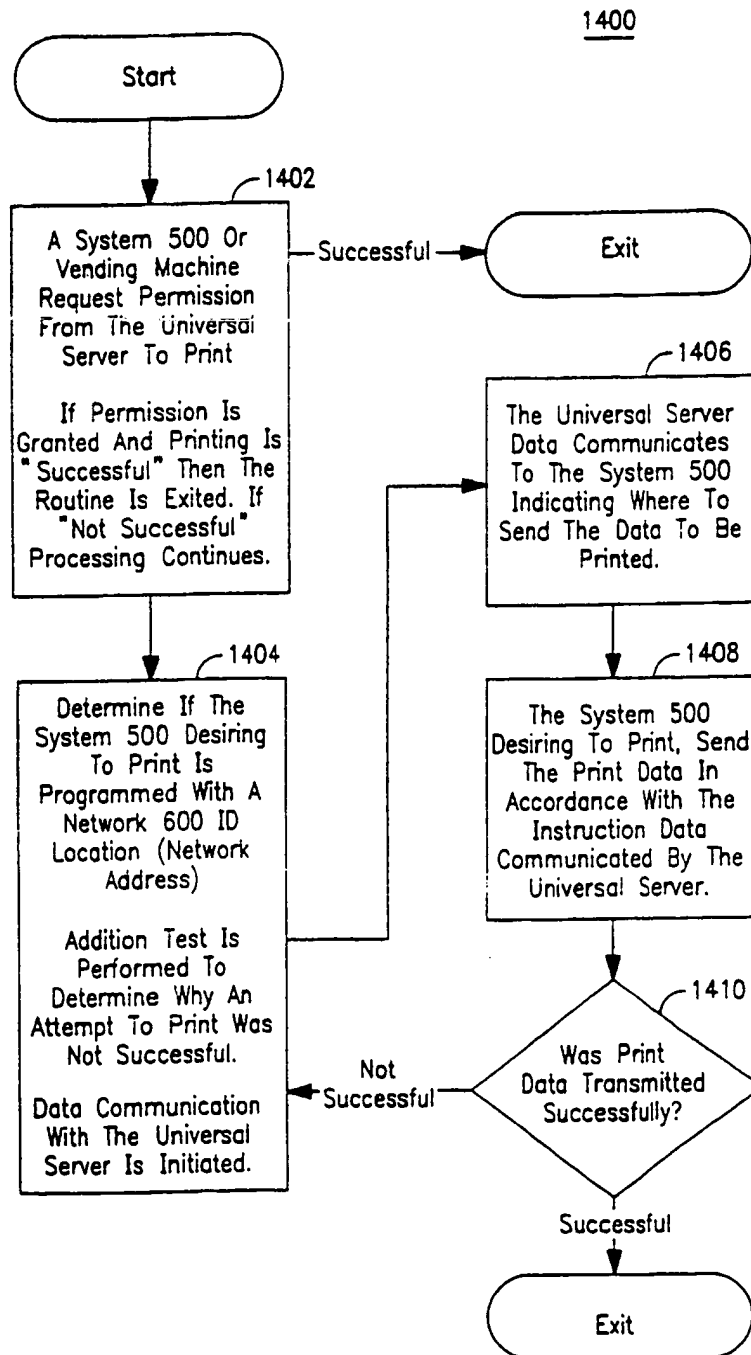 1400
Start
1402
A System 500 Or
Vending Machine
Request Permission
From The Universal
Server To Print
If Permission Is
Granted And Printing Is
"Successful" Then The
Routine Is Exited. If
"Not Successful"
Processing Continues.
Successful
Exit
1404
Determine If The
System 500 Desiring
To Print Is
Programmed With A
Network 600 ID
Location (Network
Address)
Addition Test Is
Performed To
Determine Why An
Attempt To Print Was
Not Successful.
Data Communication
With The Universal
Server Is Initiated.
1406
The Universal Server
Data Communicates
To The System 500
Indicating Where To
Send The Data To Be
Printed.
1408
The System 500
Desiring To Print, Send
The Print Data In
Accordance With The
Instruction Data
Communicated By The
Universal Server.
1410
Was Print
Data Transmitted
Successfully?
Not
Successful
Successful
Exit